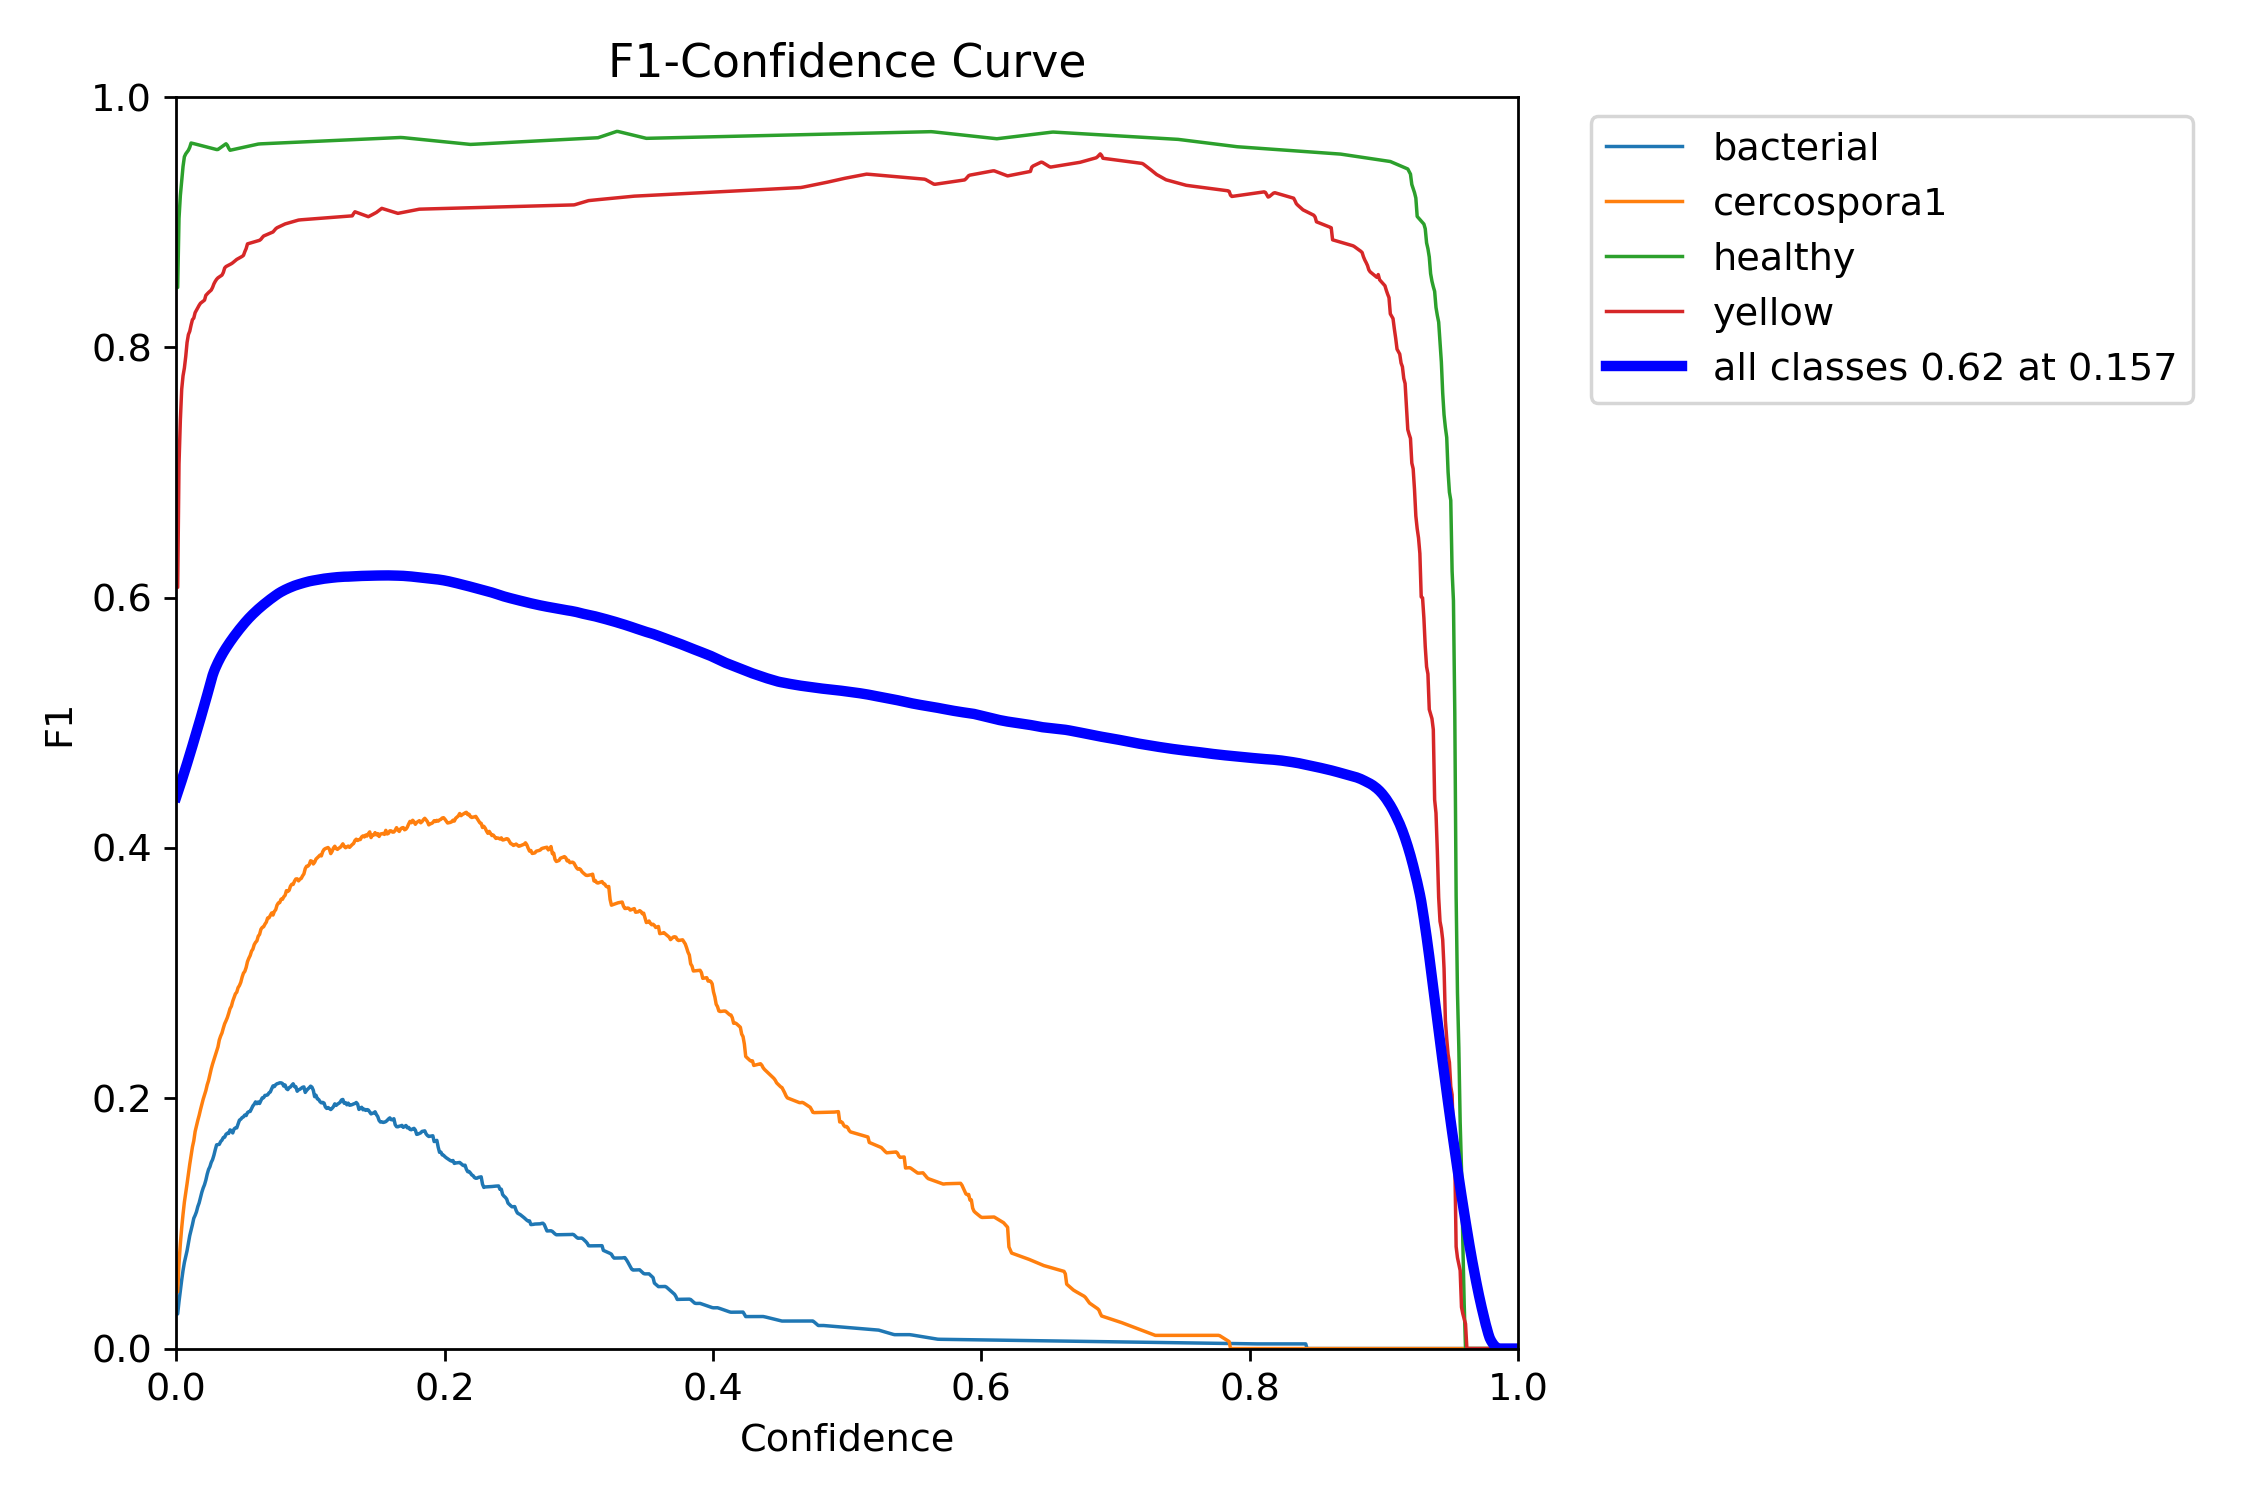 F1-Confidence Curve
1.0
0.8
0.6
0.4
0.2
0.0
F1
0.0 0.2 0.4 0.6 0.8 1.0
Confidence
bacterial
cercospora1
healthy
yellow
all classes 0.62 at 0.157